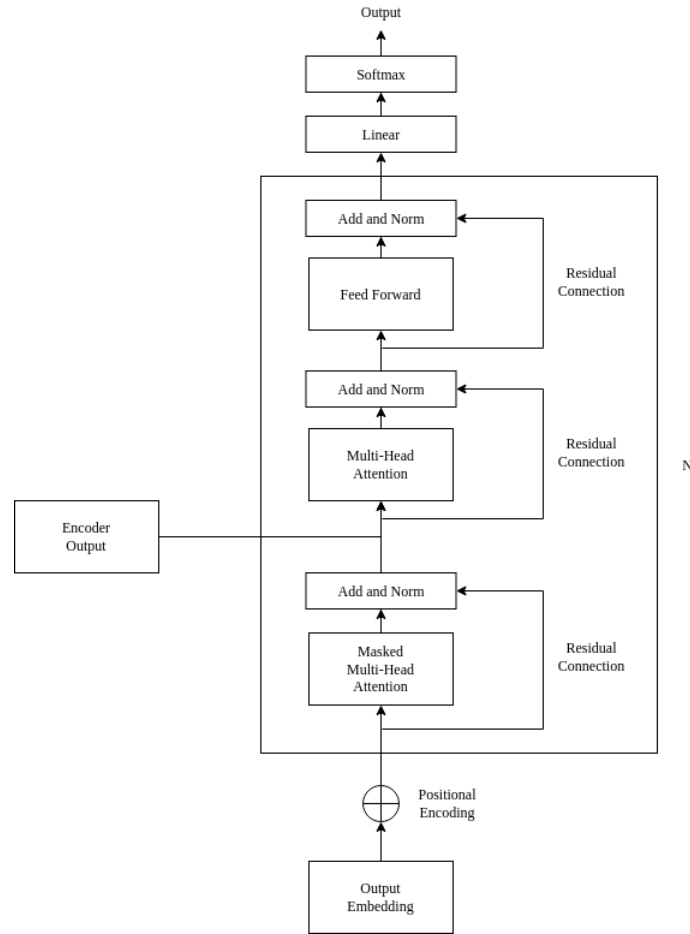 Output
Softmax
Linear
Add and Norm
Feed Forward
Residual
Connection
Add and Norm
Multi-Head
Attention
Residual
Connection
N
Encoder
Output
Add and Norm
Masked
Multi-Head
Attention
Residual
Connection
Positional
Encoding
Output
Embedding